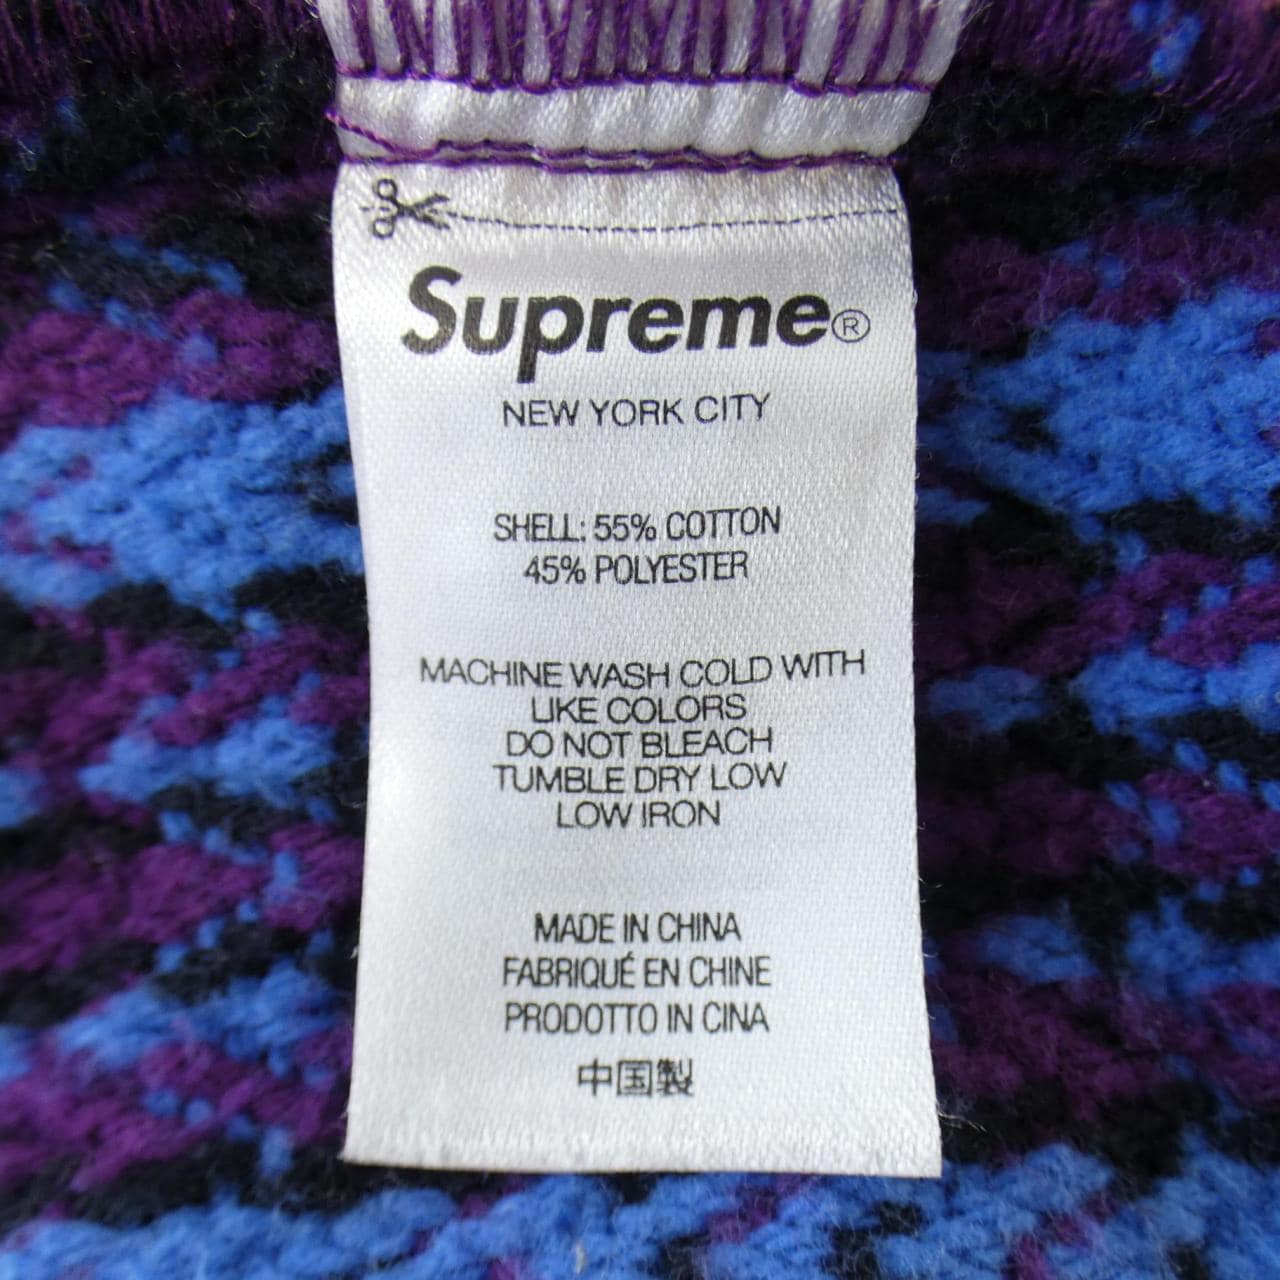 Supreme®
NEW YORK CITY
SHELL: 55% COTTON
45% POLYESTER
MACHINE WASH COLD WITH
LIKE COLORS
DO NOT BLEACH
TUMBLE DRY LOW
LOW IRON
MADE IN CHINA
FABRIQUÉ EN CHINE
PRODOTTO IN CINA
中国製